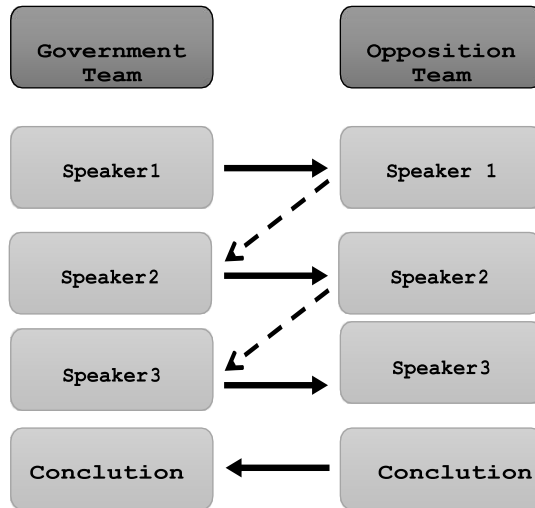 Government
Team
Opposition
Team
Speaker1
Speaker 1
Speaker2
Speaker2
Speaker3
Speaker3
Conclution
Conclution